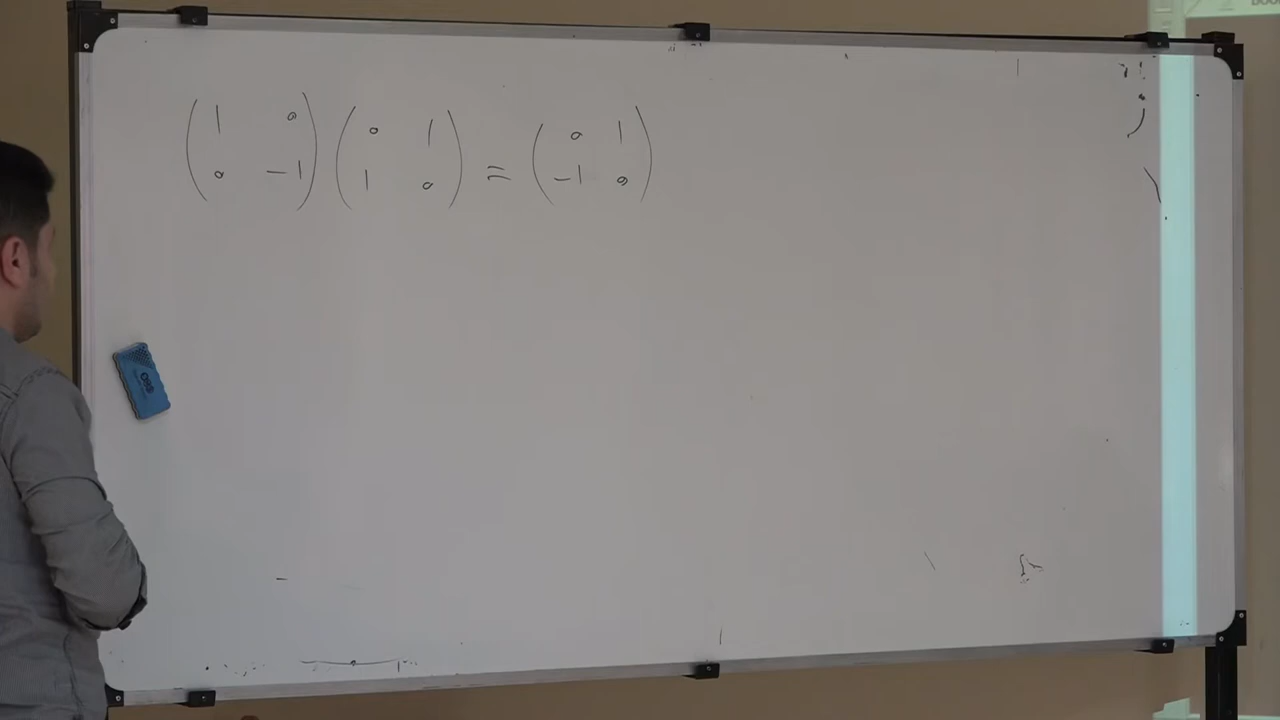 ( 1 0 ) ( 0 1 ) = ( 0 1 )
( 0 −1 ) ( 1 0 ) ( −1 0 )